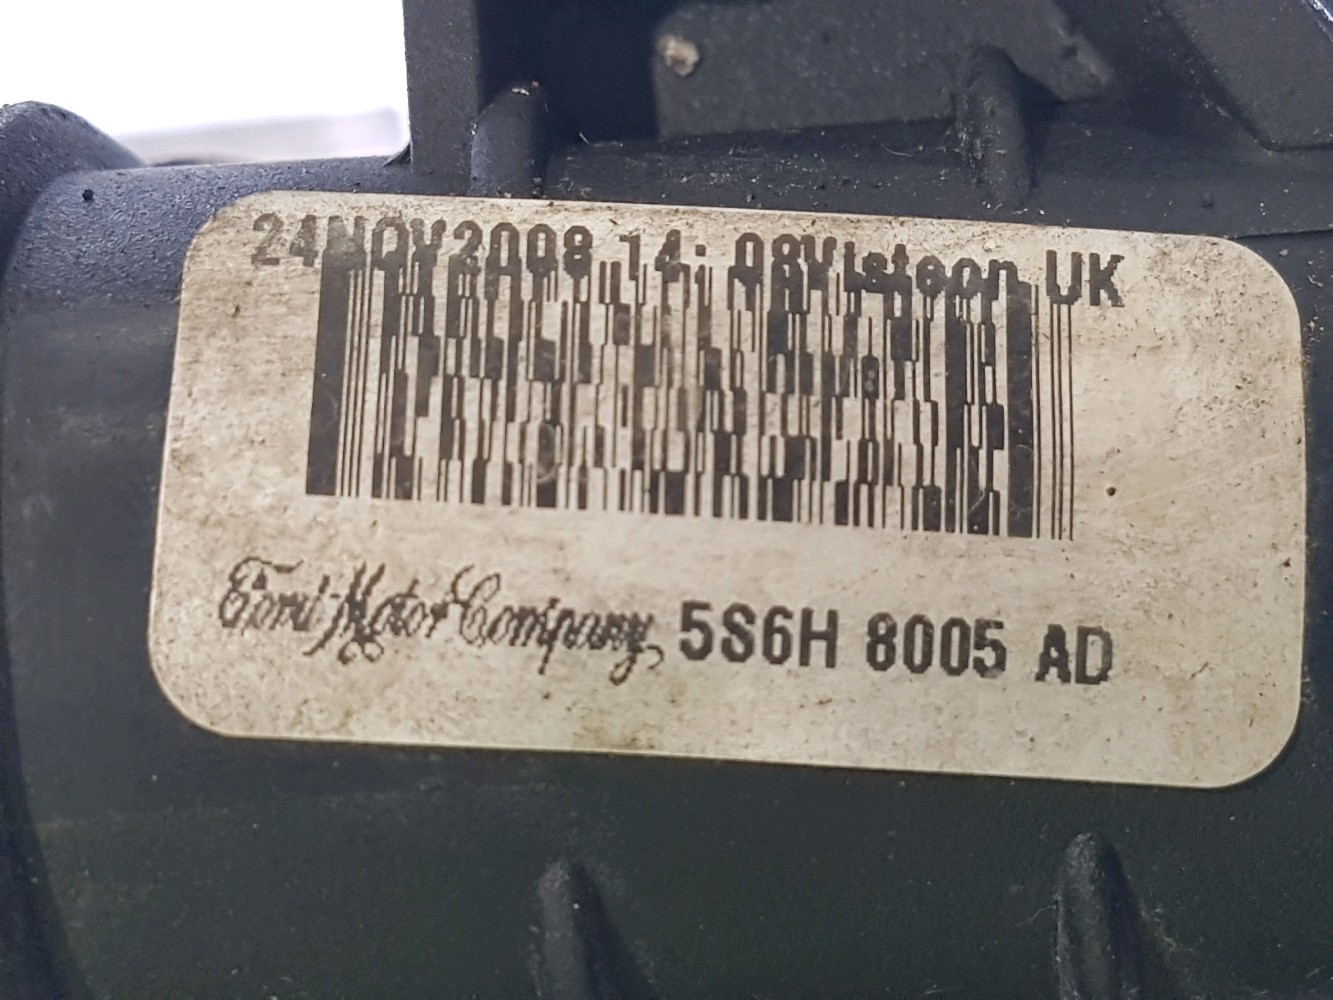 24NOV2008 14:08Visteon UK
Ford Motor Company, 5S6H 8005 AD